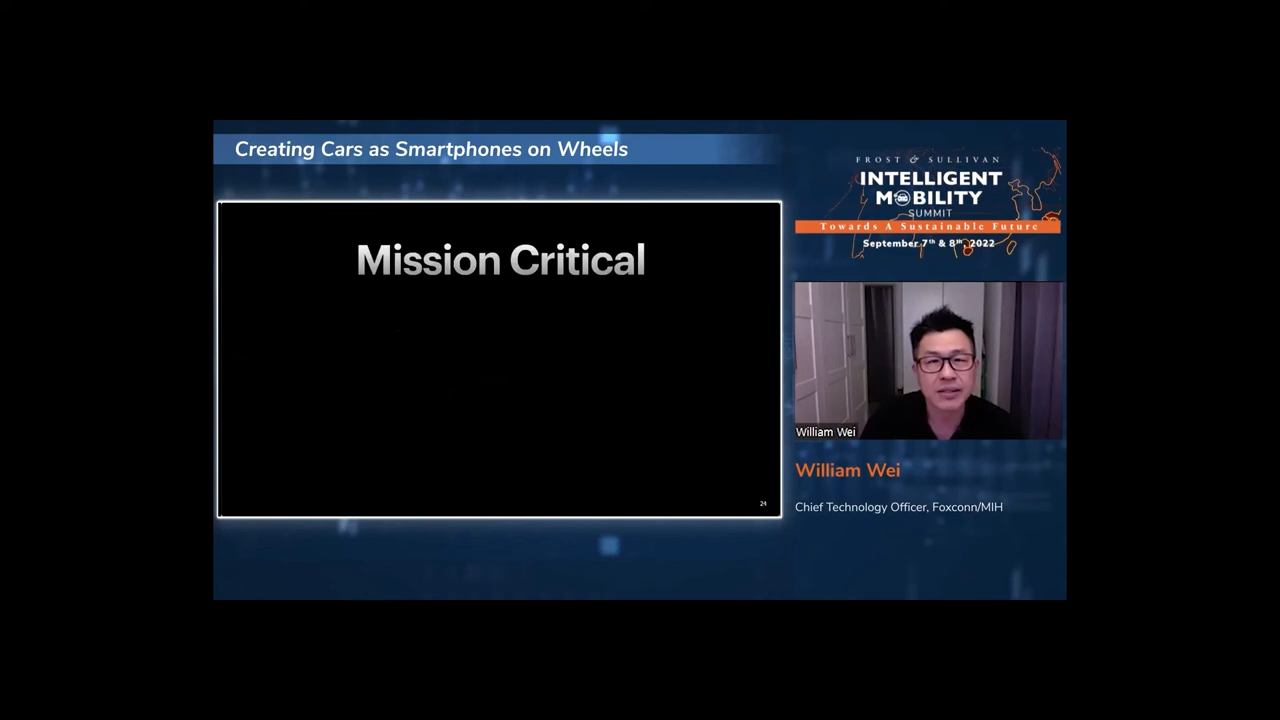 Creating Cars as Smartphones on Wheels
Mission Critical
24
FROST & SULLIVAN
INTELLIGENT
MOBILITY
SUMMIT
Towards A Sustainable Future
September 7th & 8th, 2022
William Wei
William Wei
Chief Technology Officer, Foxconn/MIH